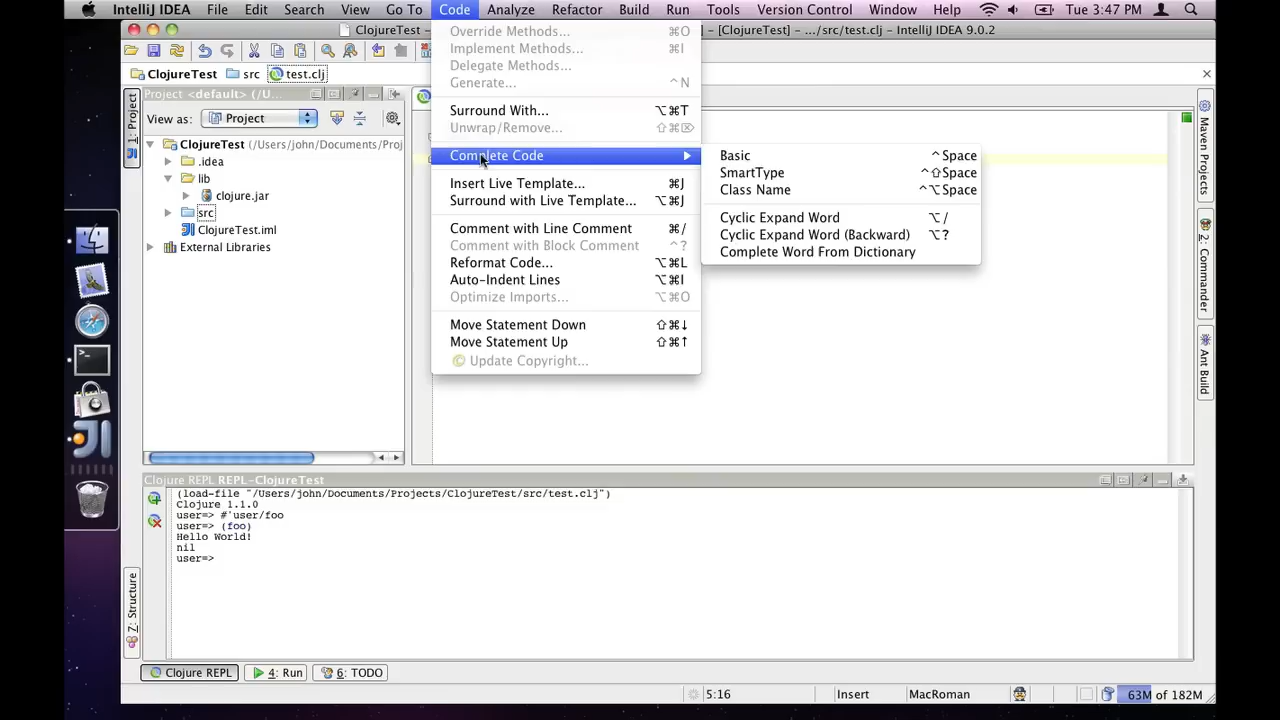 IntelliJ IDEA File Edit Search View Go To Code Analyze Refactor Build Run Tools Version Control Window Tue 3:47 PM
ClojureTest - - [ClojureTest] - .../src/test.clj - IntelliJ IDEA 9.0.2
ClojureTest src test.clj
Project <default> (/U
View as: Project
1: Project
ClojureTest (/Users/john/Documents/Proj
.idea
lib
clojure.jar
src
ClojureTest.iml
External Libraries
Override Methods... ⌘O
Implement Methods... ⌘I
Delegate Methods...
Generate... ^N
Surround With... ⌥⌘T
Unwrap/Remove... ⇧⌘⌦
Complete Code
Insert Live Template... ⌘J
Surround with Live Template... ⌥⌘J
Comment with Line Comment ⌘/
Comment with Block Comment ^?
Reformat Code... ⌥⌘L
Auto-Indent Lines ⌥⌘I
Optimize Imports... ⌥⌘O
Move Statement Down ⇧⌘↓
Move Statement Up ⇧⌘↑
Update Copyright...
Basic ^Space
SmartType ^⇧Space
Class Name ^⌥Space
Cyclic Expand Word ⌥/
Cyclic Expand Word (Backward) ⌥?
Complete Word From Dictionary
Maven Projects
2: Commander
Ant Build
Clojure REPL REPL-ClojureTest
(load-file "/Users/john/Documents/Projects/ClojureTest/src/test.clj")
Clojure 1.1.0
user=> #'user/foo
user=> (foo)
Hello World!
nil
user=>
7: Structure
Clojure REPL 4: Run 6: TODO
5:16 Insert MacRoman 63M of 182M